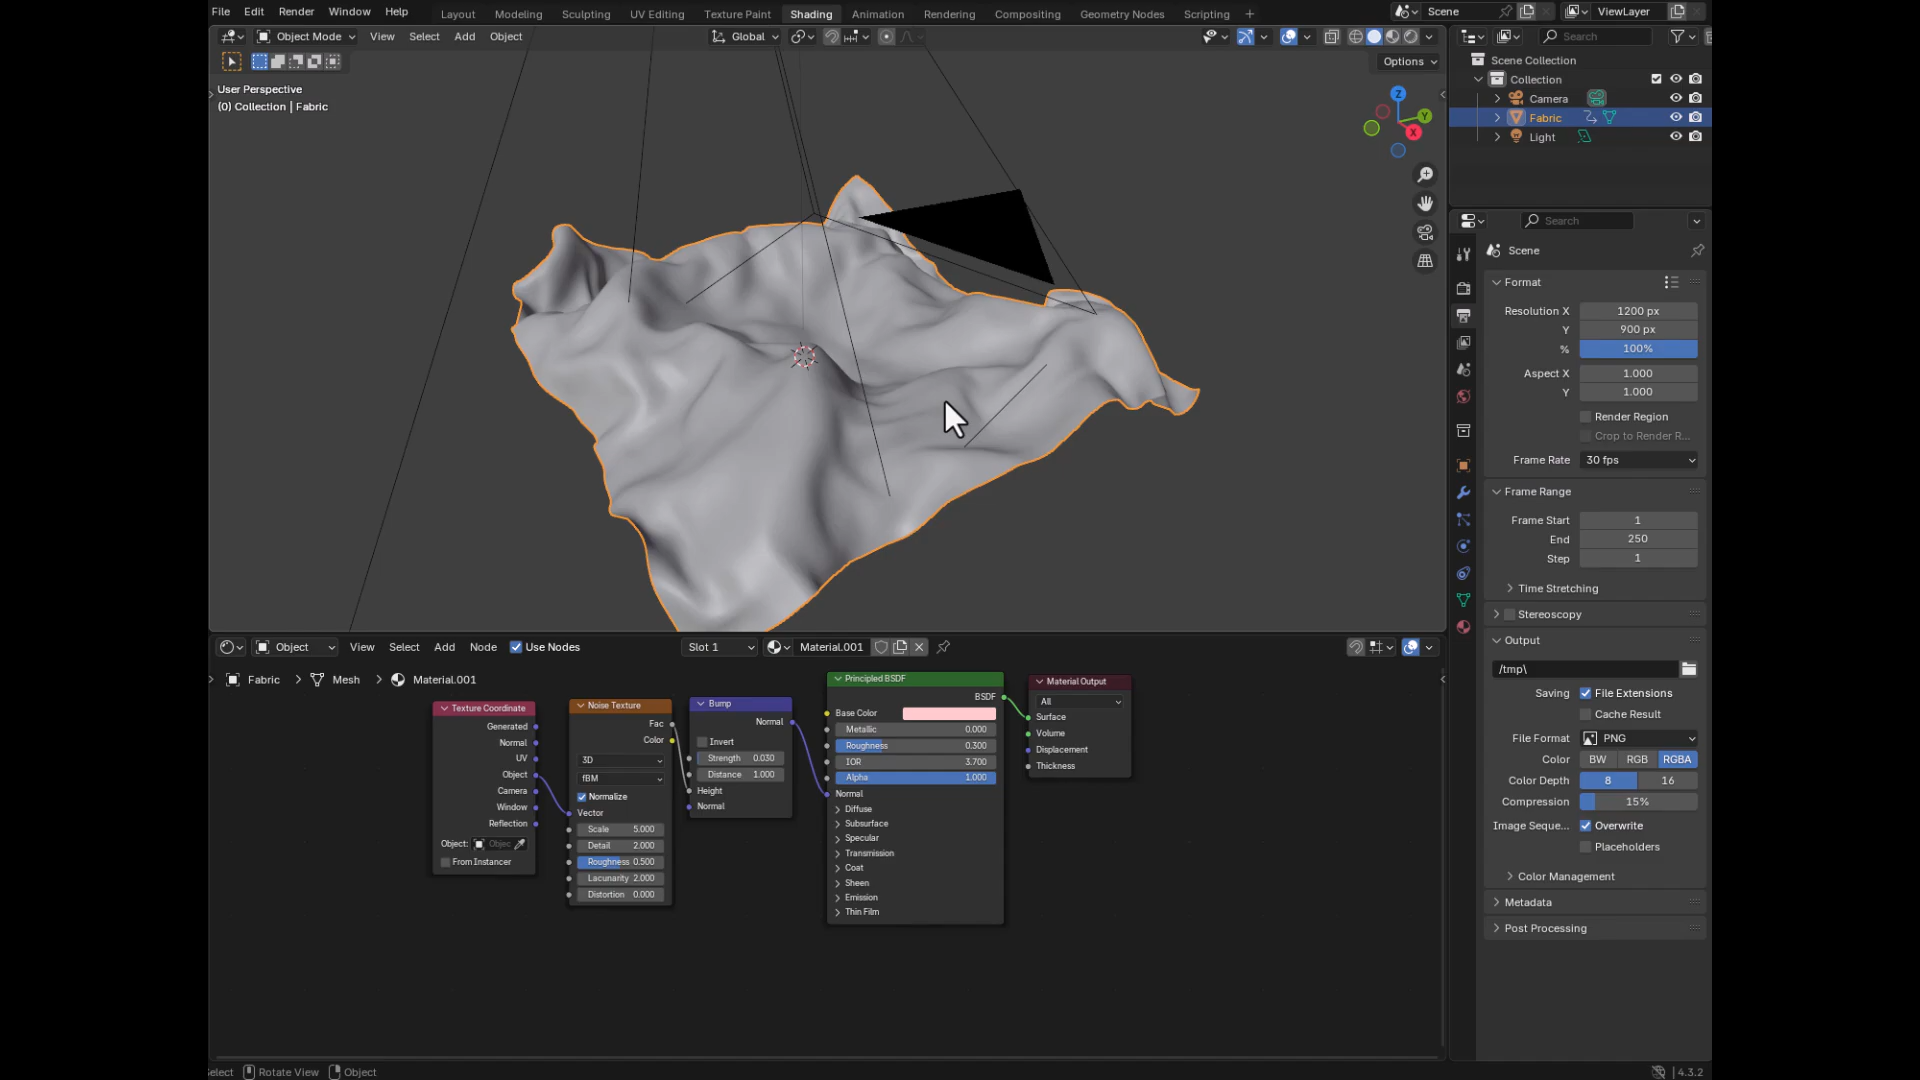 File Edit Render Window Help Layout Modeling Sculpting UV Editing Texture Paint Shading Animation Rendering Compositing Geometry Nodes Scripting + Scene ViewLayer
Object Mode View Select Add Object Global Search
Options
User Perspective
(0) Collection | Fabric
Z
Y
X
Scene Collection
Collection
Camera
Fabric
Light
Search
Scene
Format
Resolution X 1200 px
Y 900 px
% 100%
Aspect X 1.000
Y 1.000
Render Region
Crop to Render R...
Frame Rate 30 fps
Frame Range
Frame Start 1
End 250
Step 1
Time Stretching
Stereoscopy
Output
/tmp\
Saving File Extensions
Cache Result
File Format PNG
Color BW RGB RGBA
Color Depth 8 16
Compression 15%
Image Seque... Overwrite
Placeholders
Color Management
Metadata
Post Processing
Object View Select Add Node Use Nodes Slot 1 Material.001
Fabric > Mesh > Material.001
Texture Coordinate
Generated
Normal
UV
Object
Camera
Window
Reflection
Object: Objec
From Instancer
Noise Texture
Fac
Color
3D
fBM
Normalize
Vector
Scale 5.000
Detail 2.000
Roughness 0.500
Lacunarity 2.000
Distortion 0.000
Bump
Normal
Invert
Strength 0.030
Distance 1.000
Height
Normal
Principled BSDF
BSDF
Base Color
Metallic 0.000
Roughness 0.300
IOR 3.700
Alpha 1.000
Normal
Diffuse
Subsurface
Specular
Transmission
Coat
Sheen
Emission
Thin Film
Material Output
All
Surface
Volume
Displacement
Thickness
elect Rotate View Object 4.3.2